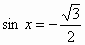 sin x = −√3/2